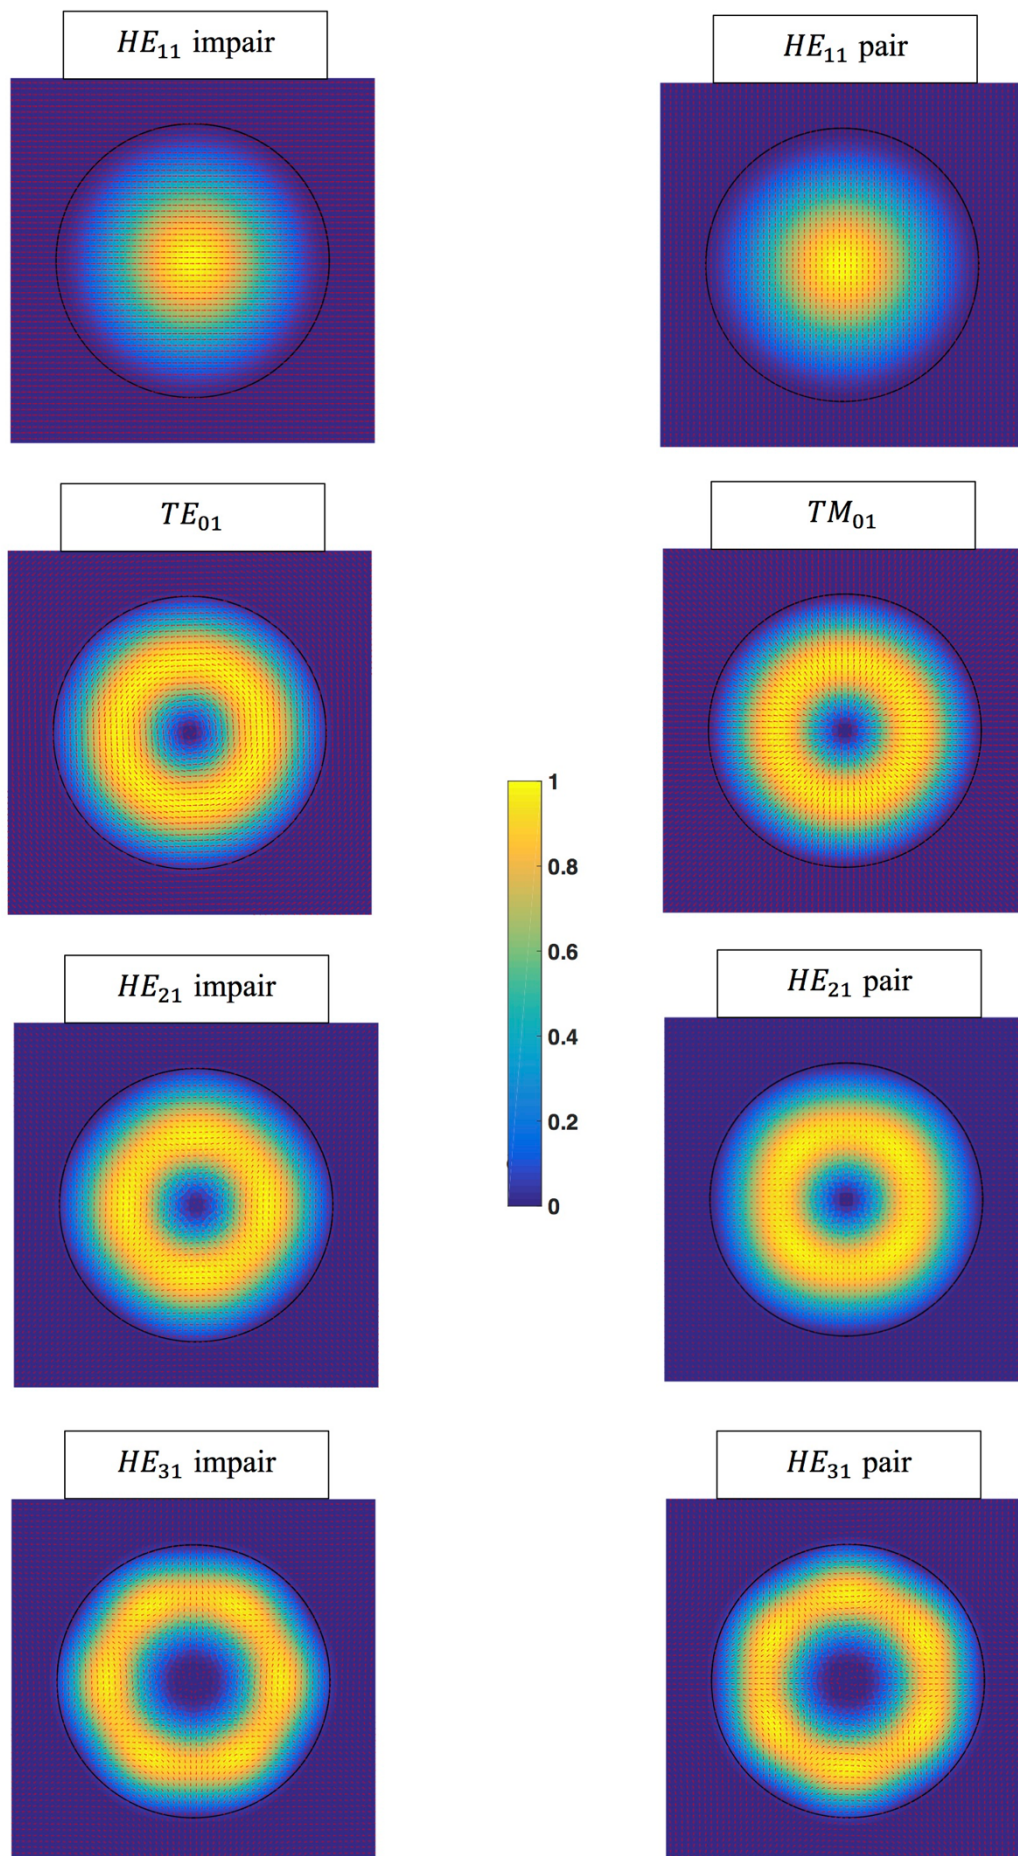 HE₁₁ impair
HE₁₁ pair
TE₀₁
TM₀₁
1
0.8
0.6
0.4
0.2
0
HE₂₁ impair
HE₂₁ pair
HE₃₁ impair
HE₃₁ pair